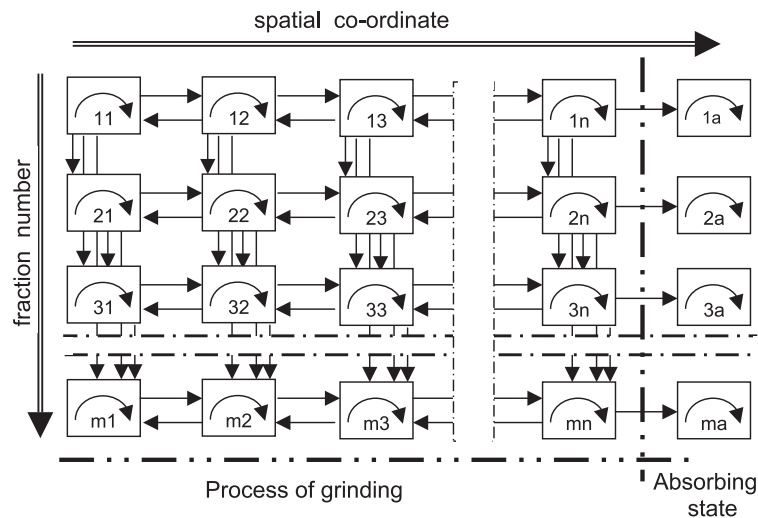 spatial co-ordinate
fraction number
11 12 13 1n 1a
21 22 23 2n 2a
31 32 33 3n 3a
m1 m2 m3 mn ma
Process of grinding
Absorbing
state